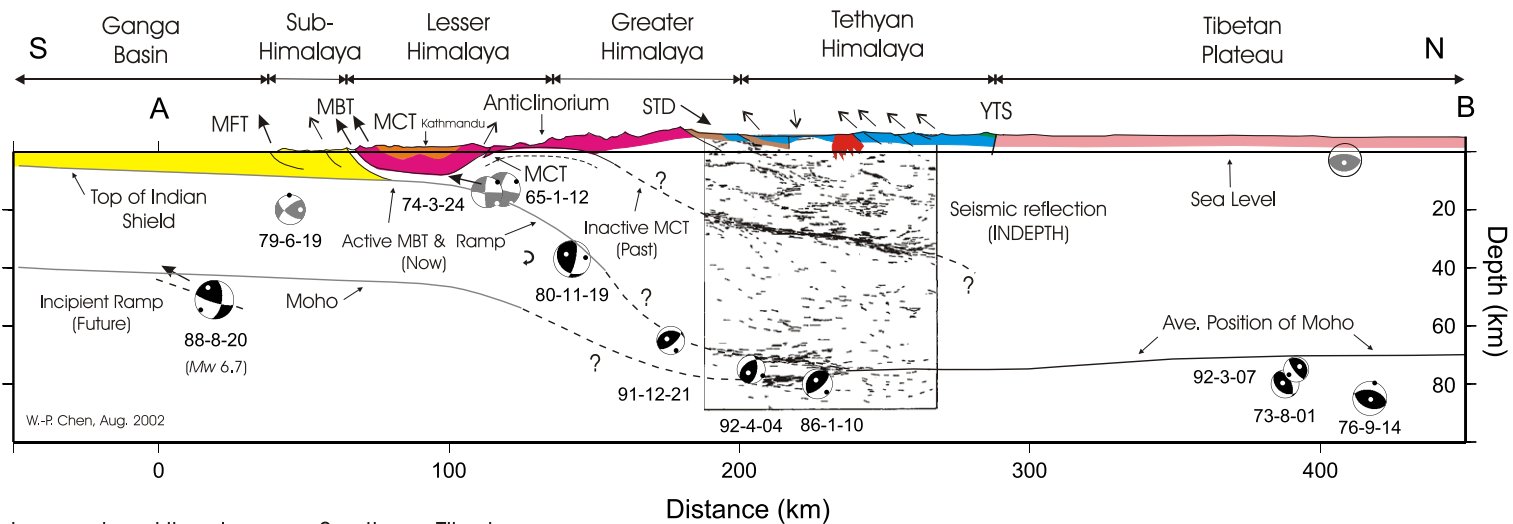 Ganga
Basin
Sub-
Himalaya
Lesser
Himalaya
Greater
Himalaya
Tethyan
Himalaya
Tibetan
Plateau
S
N
A
B
MFT
MBT
MCT
Kathmandu
Anticlinorium
STD
YTS
Top of Indian
Shield
79-6-19
74-3-24
MCT
65-1-12
Active MBT & Ramp
(Now)
Inactive MCT
(Past)
?
Seismic reflection
(INDEPTH)
Sea Level
20
40
60
80
Depth (km)
80-11-19
?
?
?
Incipient Ramp
(Future)
Moho
88-8-20
(Mw 6.7)
91-12-21
92-4-04
86-1-10
Ave. Position of Moho
92-3-07
73-8-01
76-9-14
W.-P. Chen, Aug. 2002
0
100
200
300
400
Distance (km)